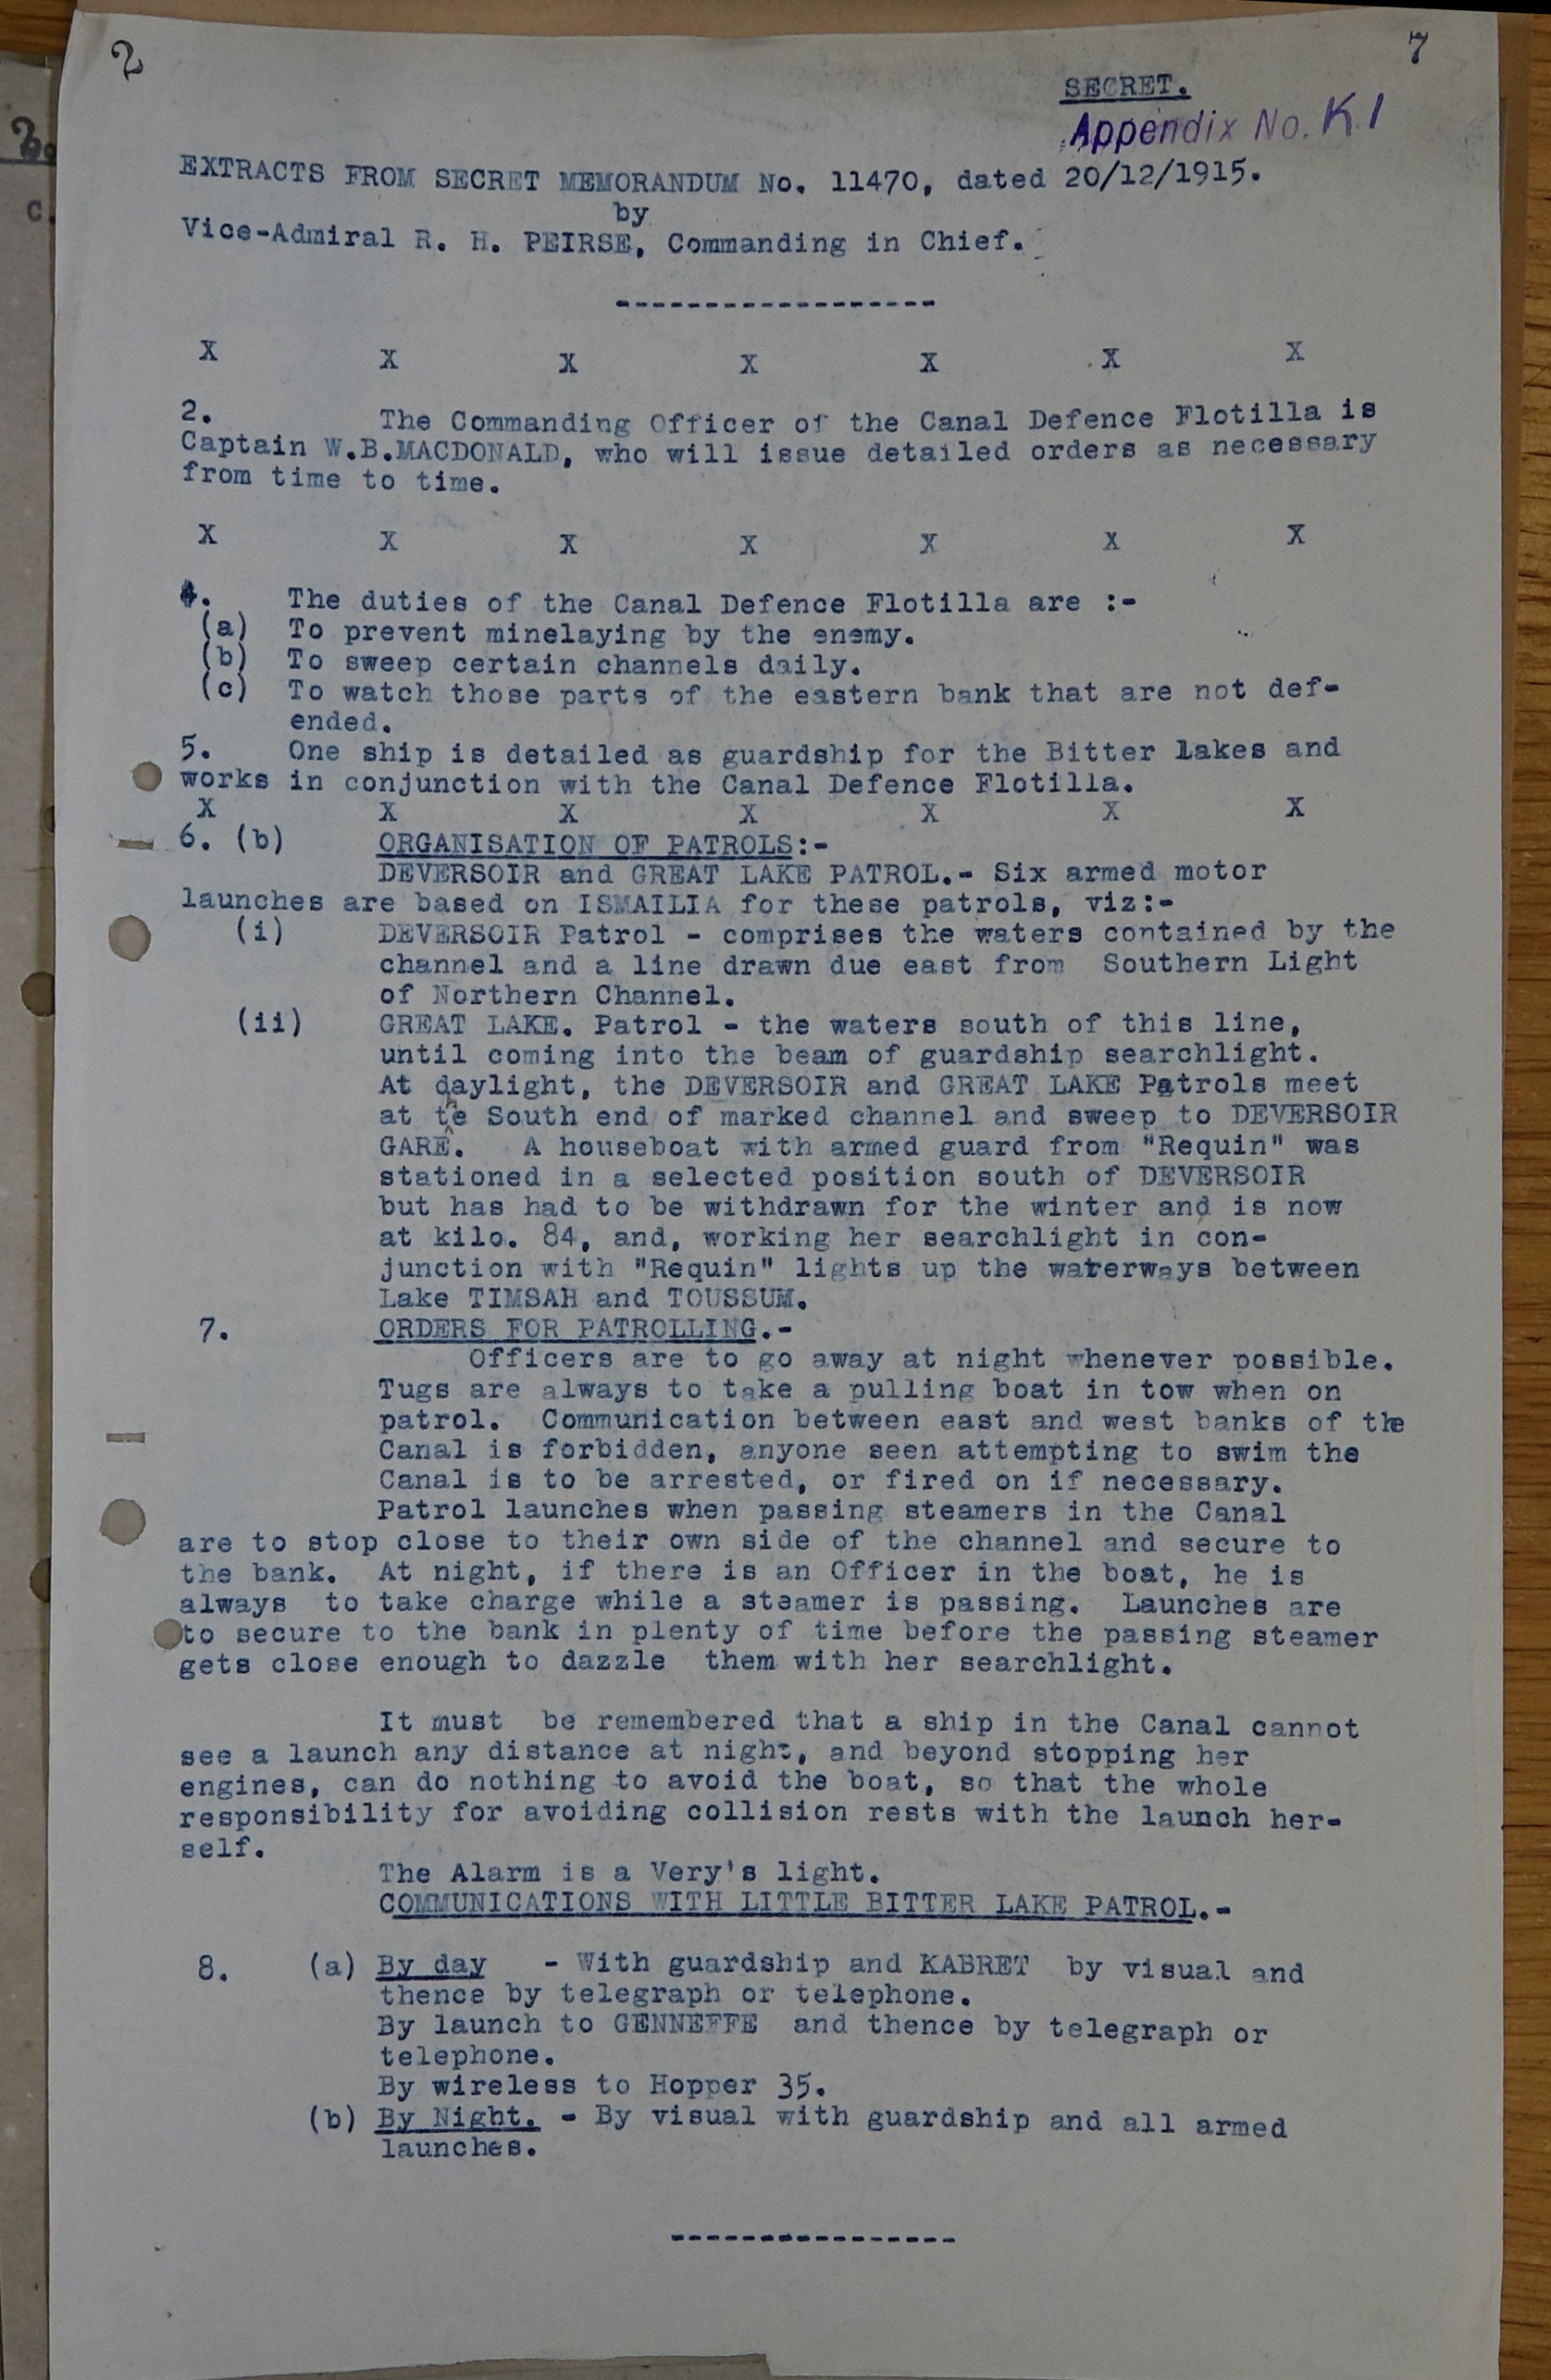 2
7
SECRET.
Appendix No. K.1
EXTRACTS FROM SECRET MEMORANDUM No. 11470, dated 20/12/1915.
by
Vice-Admiral R. H. PEIRSE, Commanding in Chief.
------------------
X X X X X X X
2. The Commanding Officer of the Canal Defence Flotilla is
Captain W.B.MACDONALD, who will issue detailed orders as necessary
from time to time.
X X X X X X X
4. The duties of the Canal Defence Flotilla are :-
(a) To prevent minelaying by the enemy.
(b) To sweep certain channels daily.
(c) To watch those parts of the eastern bank that are not def-
ended.
5. One ship is detailed as guardship for the Bitter Lakes and
works in conjunction with the Canal Defence Flotilla.
X X X X X X X
6. (b) ORGANISATION OF PATROLS:-
DEVERSOIR and GREAT LAKE PATROL.- Six armed motor
launches are based on ISMAILIA for these patrols, viz:-
(i) DEVERSOIR Patrol - comprises the waters contained by the
channel and a line drawn due east from Southern Light
of Northern Channel.
(ii) GREAT LAKE. Patrol - the waters south of this line,
until coming into the beam of guardship searchlight.
At daylight, the DEVERSOIR and GREAT LAKE Patrols meet
at the South end of marked channel and sweep to DEVERSOIR
GARE. A houseboat with armed guard from "Requin" was
stationed in a selected position south of DEVERSOIR
but has had to be withdrawn for the winter and is now
at kilo. 84, and, working her searchlight in con-
junction with "Requin" lights up the waterways between
Lake TIMSAH and TOUSSUM.
7. ORDERS FOR PATROLLING.-
Officers are to go away at night whenever possible.
Tugs are always to take a pulling boat in tow when on
patrol. Communication between east and west banks of the
Canal is forbidden, anyone seen attempting to swim the
Canal is to be arrested, or fired on if necessary.
Patrol launches when passing steamers in the Canal
are to stop close to their own side of the channel and secure to
the bank. At night, if there is an Officer in the boat, he is
always to take charge while a steamer is passing. Launches are
to secure to the bank in plenty of time before the passing steamer
gets close enough to dazzle them with her searchlight.
It must be remembered that a ship in the Canal cannot
see a launch any distance at night, and beyond stopping her
engines, can do nothing to avoid the boat, so that the whole
responsibility for avoiding collision rests with the launch her-
self.
The Alarm is a Very's light.
COMMUNICATIONS WITH LITTLE BITTER LAKE PATROL.-
8. (a) By day - With guardship and KABRET by visual and
thence by telegraph or telephone.
By launch to GENNEFFE and thence by telegraph or
telephone.
By wireless to Hopper 35.
(b) By Night. - By visual with guardship and all armed
launches.
----------------